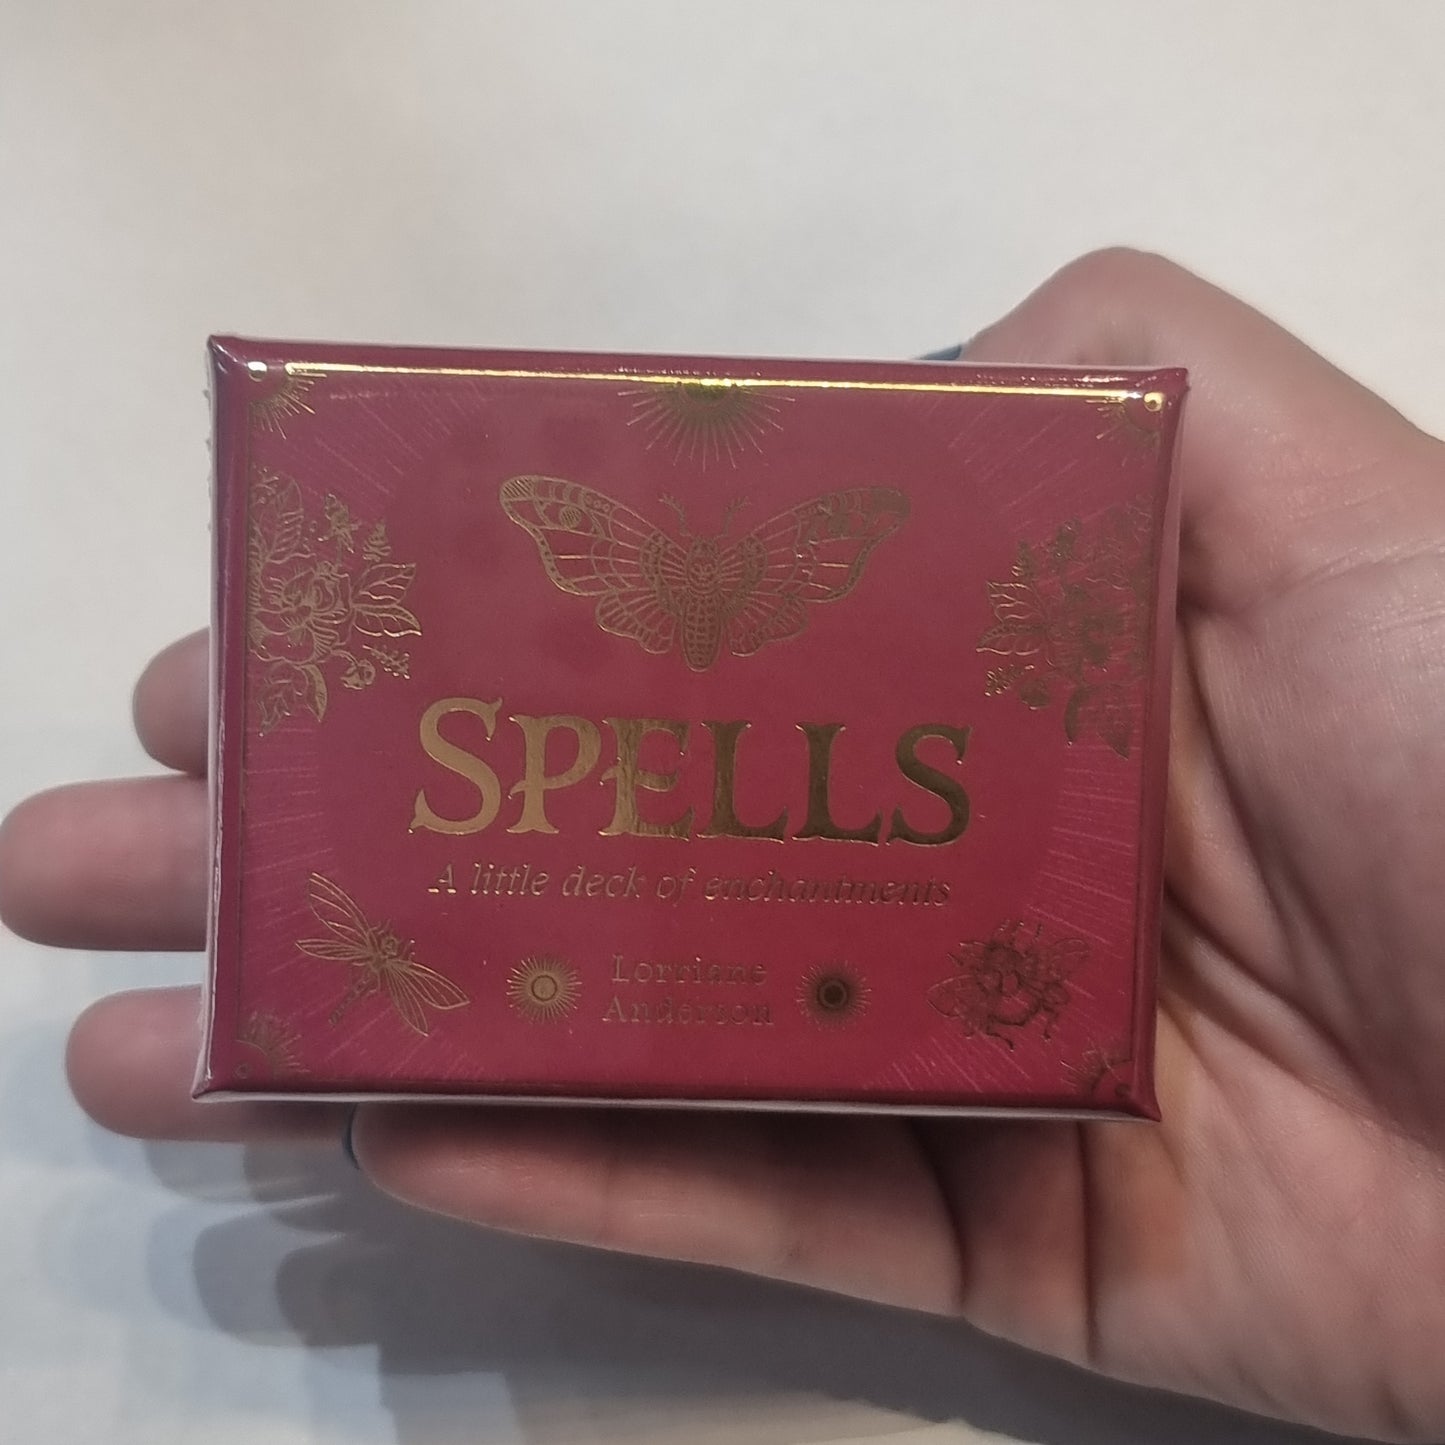 SPELLS
A little deck of enchantments
Lorriane
Anderson